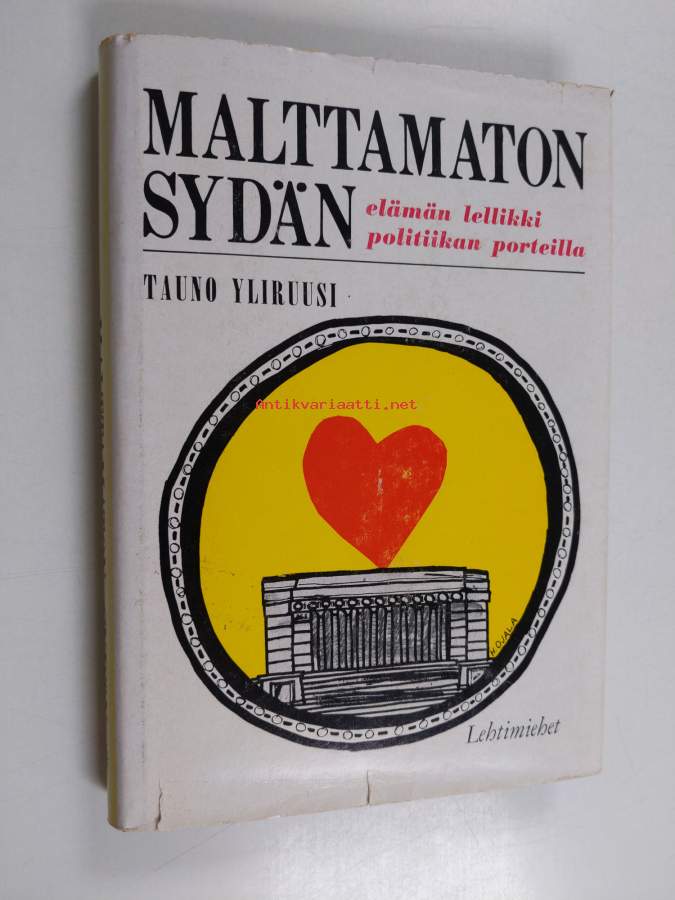 MALTTAMATON
SYDÄN
elämän lellikki
politiikan porteilla
TAUNO YLIRUUSI
Antikvariaatti.net
H OJALA
Lehtimiehet